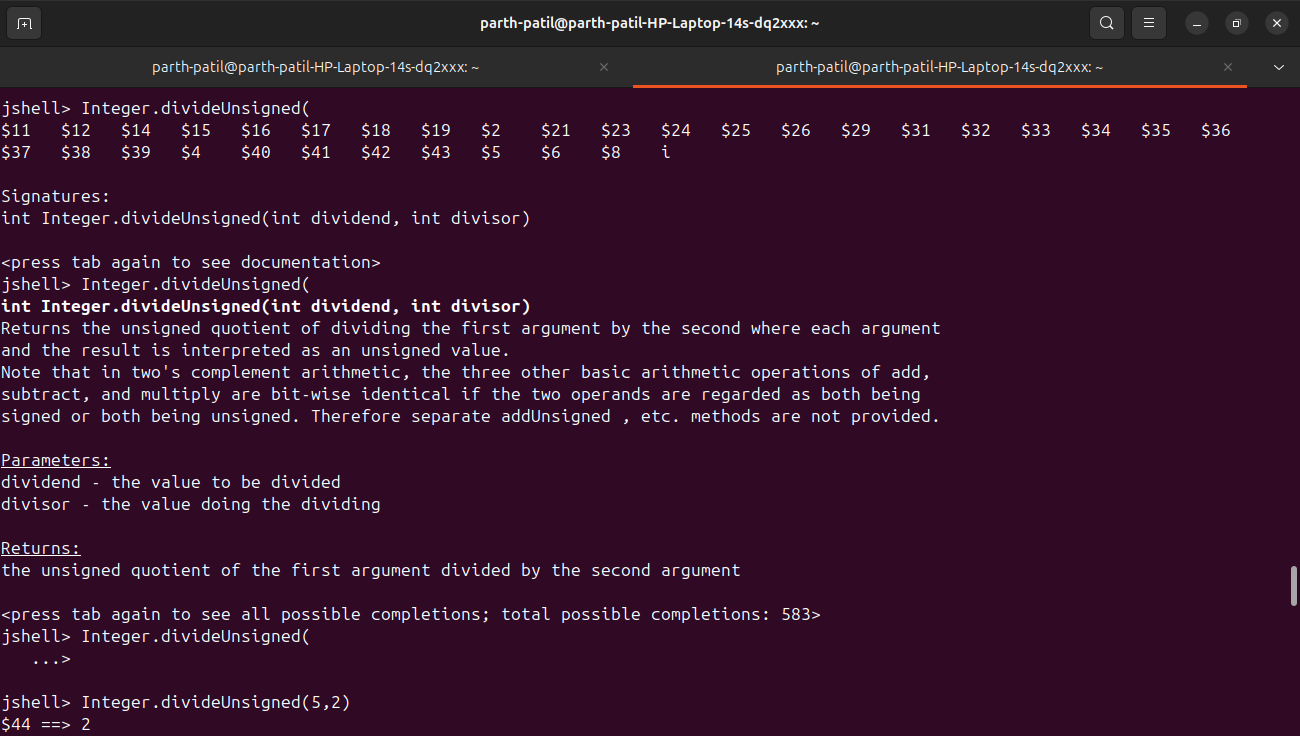 parth-patil@parth-patil-HP-Laptop-14s-dq2xxx: ~
parth-patil@parth-patil-HP-Laptop-14s-dq2xxx: ~
parth-patil@parth-patil-HP-Laptop-14s-dq2xxx: ~
jshell> Integer.divideUnsigned(
$11   $12   $14   $15   $16   $17   $18   $19   $2    $21   $23   $24   $25   $26   $29   $31   $32   $33   $34   $35   $36
$37   $38   $39   $4    $40   $41   $42   $43   $5    $6    $8    i
Signatures:
int Integer.divideUnsigned(int dividend, int divisor)
<press tab again to see documentation>
jshell> Integer.divideUnsigned(
int Integer.divideUnsigned(int dividend, int divisor)
Returns the unsigned quotient of dividing the first argument by the second where each argument
and the result is interpreted as an unsigned value.
Note that in two's complement arithmetic, the three other basic arithmetic operations of add,
subtract, and multiply are bit-wise identical if the two operands are regarded as both being
signed or both being unsigned. Therefore separate addUnsigned , etc. methods are not provided.
Parameters:
dividend - the value to be divided
divisor - the value doing the dividing
Returns:
the unsigned quotient of the first argument divided by the second argument
<press tab again to see all possible completions; total possible completions: 583>
jshell> Integer.divideUnsigned(
   ...>
jshell> Integer.divideUnsigned(5,2)
$44 ==> 2